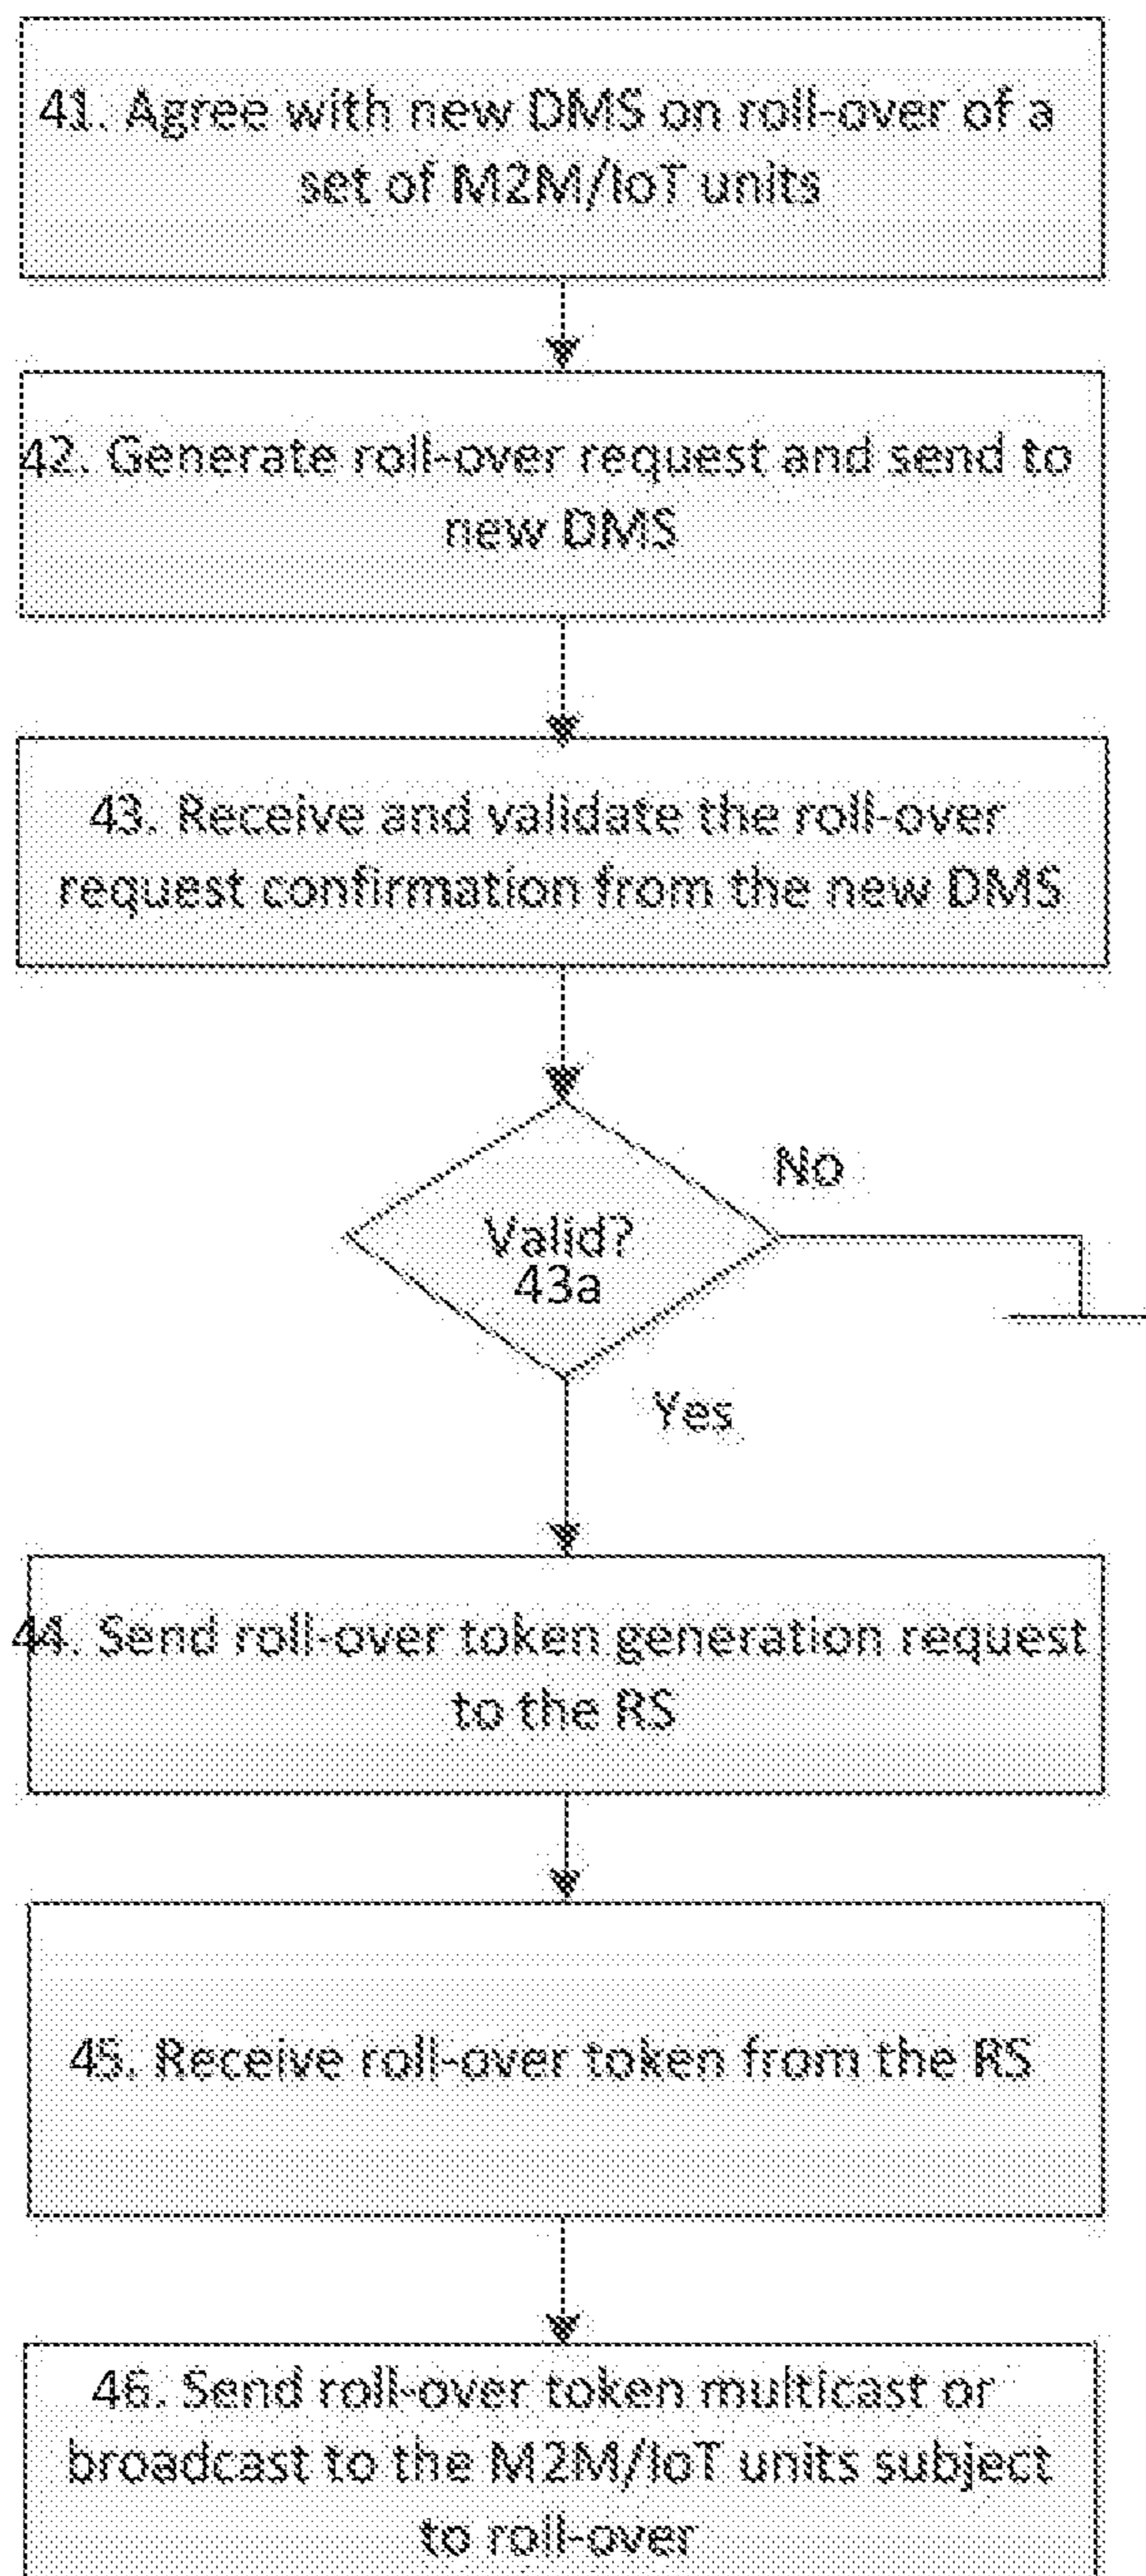 41. Agree with new DMS on roll-over of a
set of M2M/IoT units
42. Generate roll-over request and send to
new DMS
43. Receive and validate the roll-over
request confirmation from the new DMS
No
Valid?
43a
Yes
44. Send roll-over token generation request
to the RS
45. Receive roll-over token from the RS
46. Send roll-over token multicast or
broadcast to the M2M/IoT units subject
to roll-over